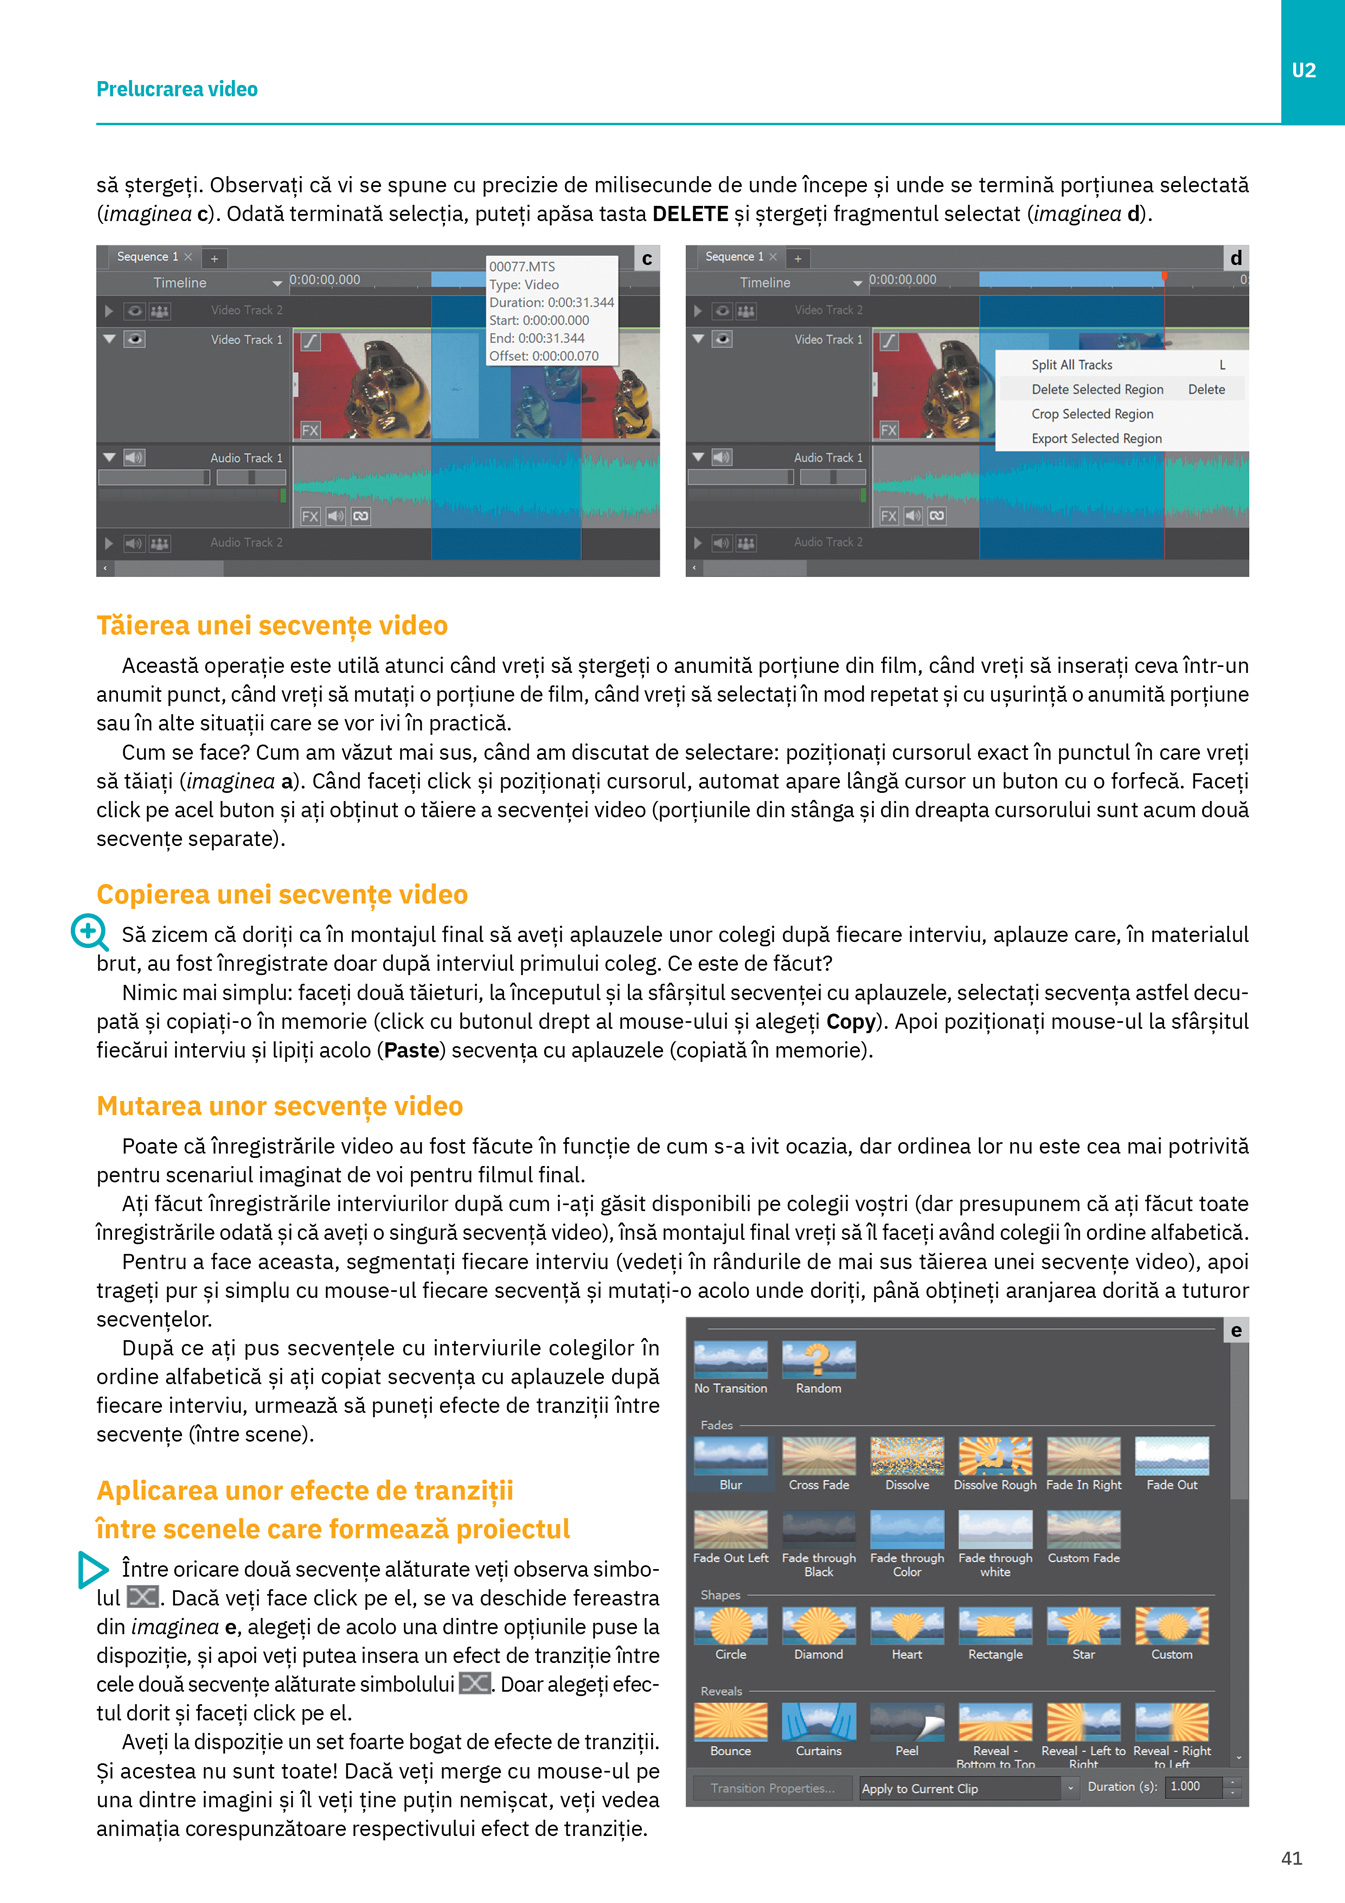 U2
Prelucrarea video
să ștergeți. Observați că vi se spune cu precizie de milisecunde de unde începe și unde se termină porțiunea selectată
(imaginea c). Odată terminată selecția, puteți apăsa tasta DELETE și ștergeți fragmentul selectat (imaginea d).
Sequence 1 × +
c
Timeline
0:00:00.000
00077.MTS
Type: Video
Duration: 0:00:31.344
Start: 0:00:00.000
End: 0:00:31.344
Offset: 0:00:00.070
Video Track 2
Video Track 1
FX
Audio Track 1
FX
Audio Track 2
Sequence 1 × +
d
Timeline
0:00:00.000
0:
Video Track 2
Video Track 1
Split All Tracks L
Delete Selected Region Delete
Crop Selected Region
Export Selected Region
FX
Audio Track 1
FX
Audio Track 2
Tăierea unei secvențe video
Această operație este utilă atunci când vreți să ștergeți o anumită porțiune din film, când vreți să inserați ceva într-un
anumit punct, când vreți să mutați o porțiune de film, când vreți să selectați în mod repetat și cu ușurință o anumită porțiune
sau în alte situații care se vor ivi în practică.
Cum se face? Cum am văzut mai sus, când am discutat de selectare: poziționați cursorul exact în punctul în care vreți
să tăiați (imaginea a). Când faceți click și poziționați cursorul, automat apare lângă cursor un buton cu o forfecă. Faceți
click pe acel buton și ați obținut o tăiere a secvenței video (porțiunile din stânga și din dreapta cursorului sunt acum două
secvențe separate).
Copierea unei secvențe video
Să zicem că doriți ca în montajul final să aveți aplauzele unor colegi după fiecare interviu, aplauze care, în materialul
brut, au fost înregistrate doar după interviul primului coleg. Ce este de făcut?
Nimic mai simplu: faceți două tăieturi, la începutul și la sfârșitul secvenței cu aplauzele, selectați secvența astfel decu-
pată și copiați-o în memorie (click cu butonul drept al mouse-ului și alegeți Copy). Apoi poziționați mouse-ul la sfârșitul
fiecărui interviu și lipiți acolo (Paste) secvența cu aplauzele (copiată în memorie).
Mutarea unor secvențe video
Poate că înregistrările video au fost făcute în funcție de cum s-a ivit ocazia, dar ordinea lor nu este cea mai potrivită
pentru scenariul imaginat de voi pentru filmul final.
Ați făcut înregistrările interviurilor după cum i-ați găsit disponibili pe colegii voștri (dar presupunem că ați făcut toate
înregistrările odată și că aveți o singură secvență video), însă montajul final vreți să îl faceți având colegii în ordine alfabetică.
Pentru a face aceasta, segmentați fiecare interviu (vedeți în rândurile de mai sus tăierea unei secvențe video), apoi
trageți pur și simplu cu mouse-ul fiecare secvență și mutați-o acolo unde doriți, până obțineți aranjarea dorită a tuturor
secvențelor.
După ce ați pus secvențele cu interviurile colegilor în
ordine alfabetică și ați copiat secvența cu aplauzele după
fiecare interviu, urmează să puneți efecte de tranziții între
secvențe (între scene).
Aplicarea unor efecte de tranziții
între scenele care formează proiectul
Între oricare două secvențe alăturate veți observa simbo-
lul . Dacă veți face click pe el, se va deschide fereastra
din imaginea e, alegeți de acolo una dintre opțiunile puse la
dispoziție, și apoi veți putea insera un efect de tranziție între
cele două secvențe alăturate simbolului . Doar alegeți efec-
tul dorit și faceți click pe el.
Aveți la dispoziție un set foarte bogat de efecte de tranziții.
Și acestea nu sunt toate! Dacă veți merge cu mouse-ul pe
una dintre imagini și îl veți ține puțin nemișcat, veți vedea
animația corespunzătoare respectivului efect de tranziție.
e
No Transition Random
Fades
Blur Cross Fade Dissolve Dissolve Rough Fade In Right Fade Out
Fade Out Left Fade through Fade through Fade through Custom Fade
Black Color white
Shapes
Circle Diamond Heart Rectangle Star Custom
Reveals
Bounce Curtains Peel Reveal - Reveal - Left to Reveal - Right
Bottom to Top Right to Left
Transition Properties... Apply to Current Clip Duration (s): 1.000
41